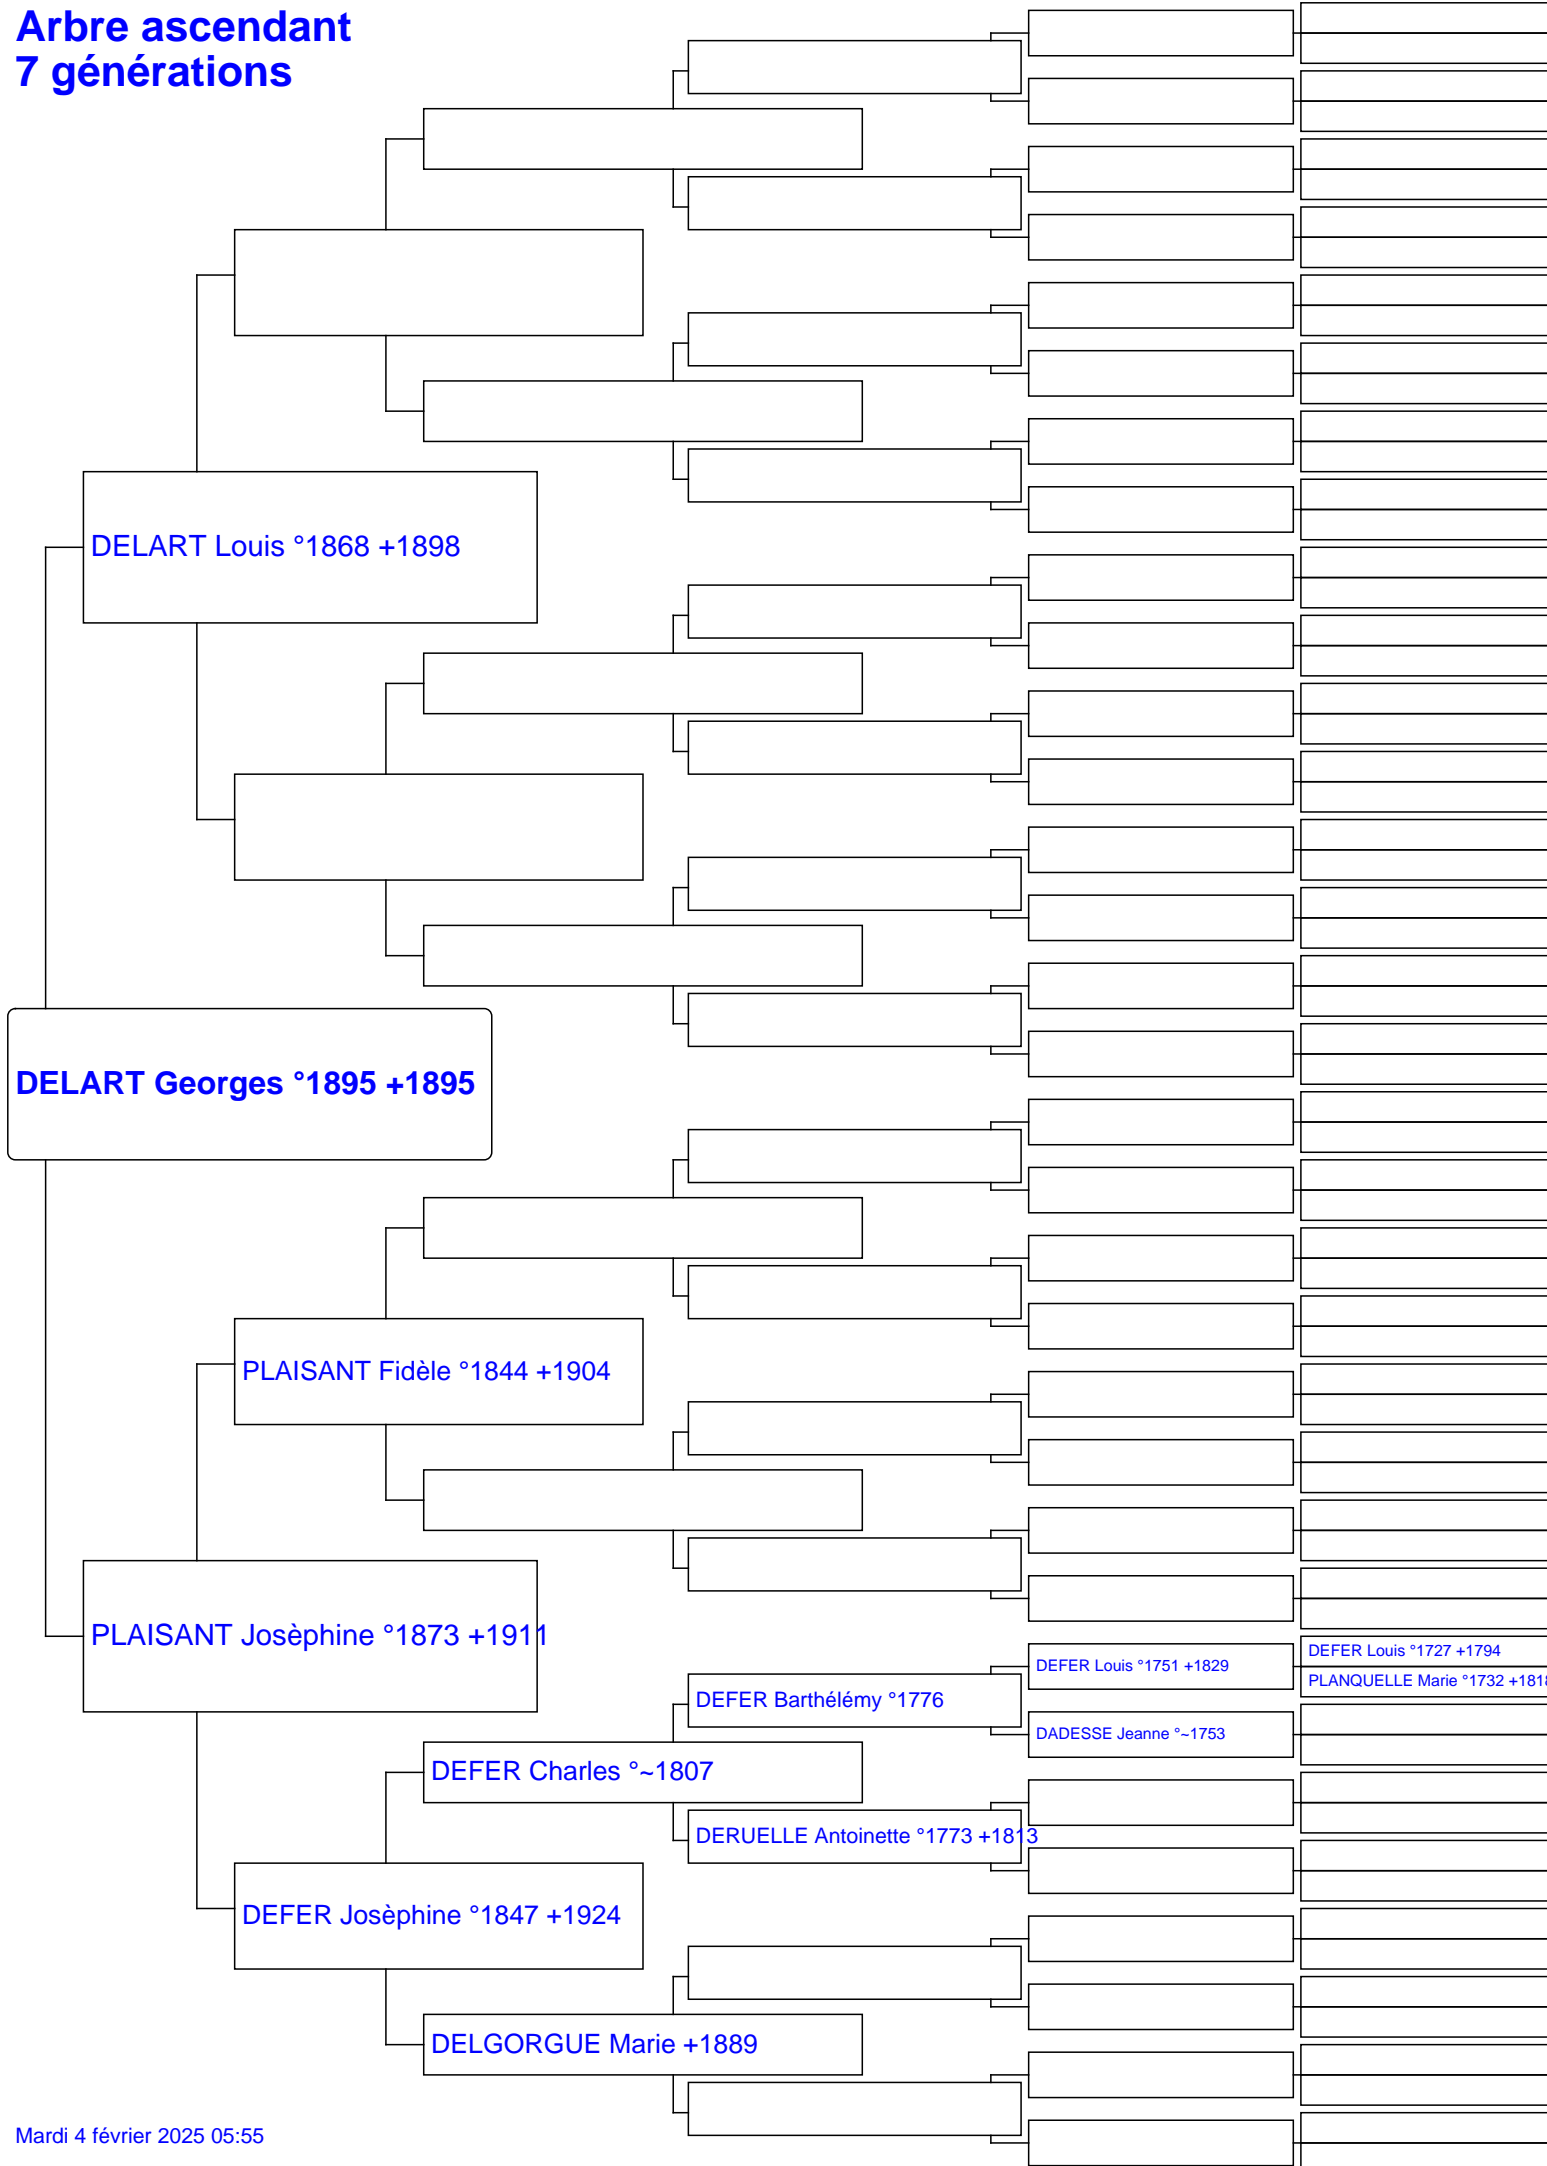 Arbre ascendant
7 générations
DELART Louis °1868 +1898
DELART Georges °1895 +1895
PLAISANT Fidèle °1844 +1904
PLAISANT Josèphine °1873 +1911
DEFER Louis °1727 +1794
DEFER Louis °1751 +1829
PLANQUELLE Marie °1732 +1818
DEFER Barthélémy °1776
DADESSE Jeanne °~1753
DEFER Charles °~1807
DERUELLE Antoinette °1773 +1813
DEFER Josèphine °1847 +1924
DELGORGUE Marie +1889
Mardi 4 février 2025 05:55